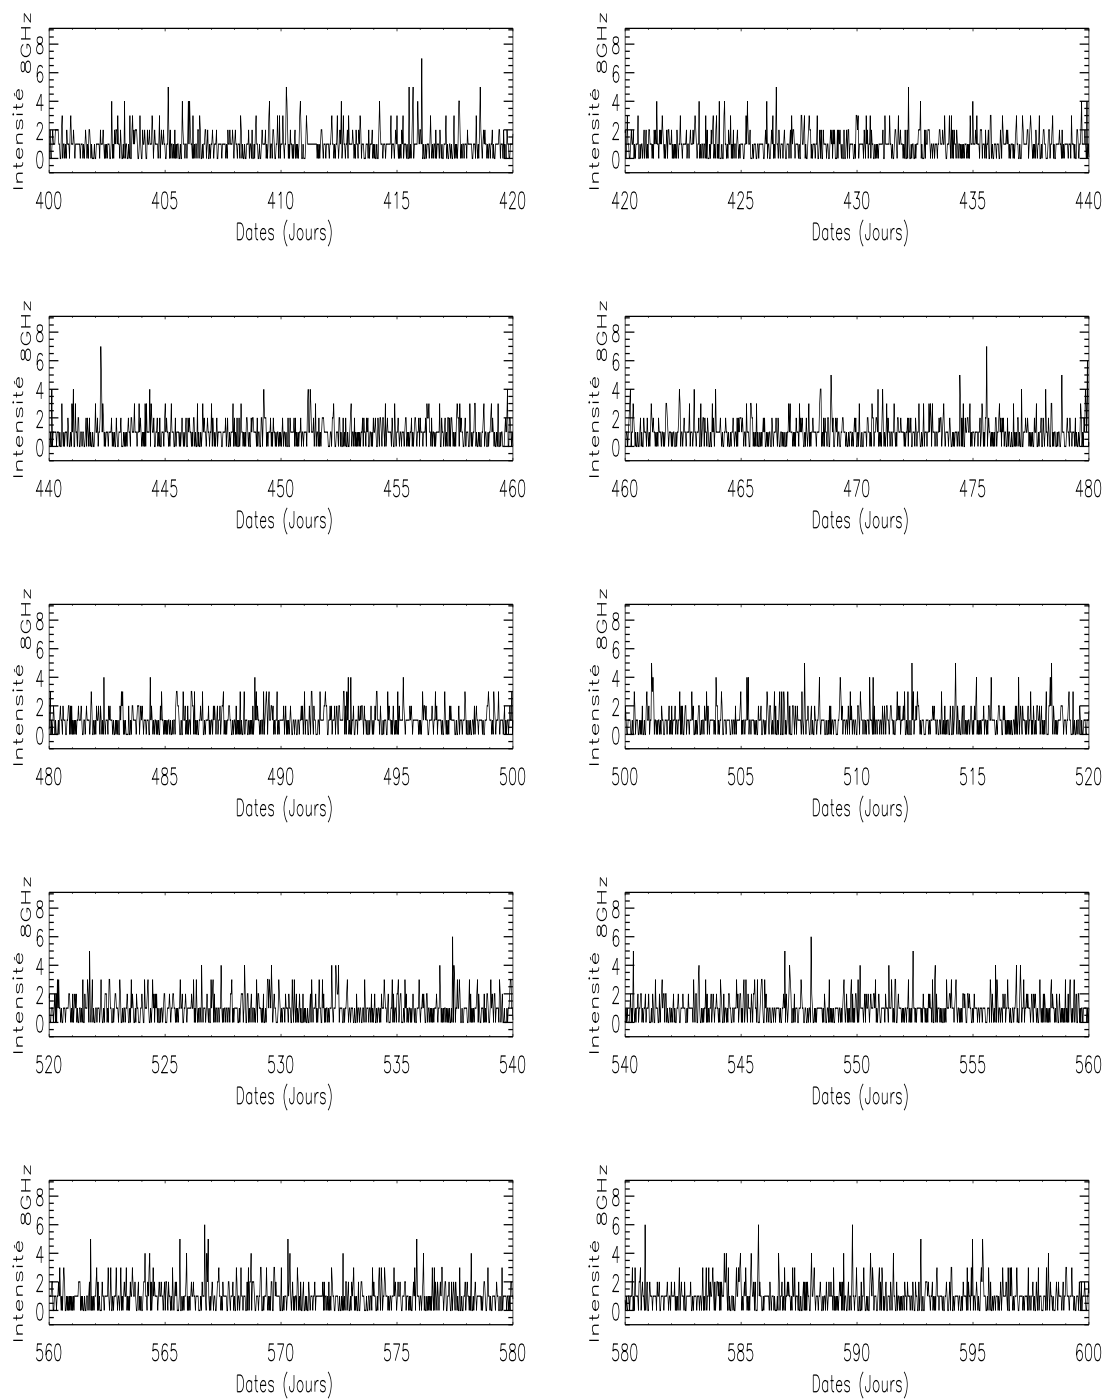 Intensité 8GHz
8
6
4
2
0
400 405 410 415 420
Dates (Jours)
Intensité 8GHz
8
6
4
2
0
420 425 430 435 440
Dates (Jours)
Intensité 8GHz
8
6
4
2
0
440 445 450 455 460
Dates (Jours)
Intensité 8GHz
8
6
4
2
0
460 465 470 475 480
Dates (Jours)
Intensité 8GHz
8
6
4
2
0
480 485 490 495 500
Dates (Jours)
Intensité 8GHz
8
6
4
2
0
500 505 510 515 520
Dates (Jours)
Intensité 8GHz
8
6
4
2
0
520 525 530 535 540
Dates (Jours)
Intensité 8GHz
8
6
4
2
0
540 545 550 555 560
Dates (Jours)
Intensité 8GHz
8
6
4
2
0
560 565 570 575 580
Dates (Jours)
Intensité 8GHz
8
6
4
2
0
580 585 590 595 600
Dates (Jours)